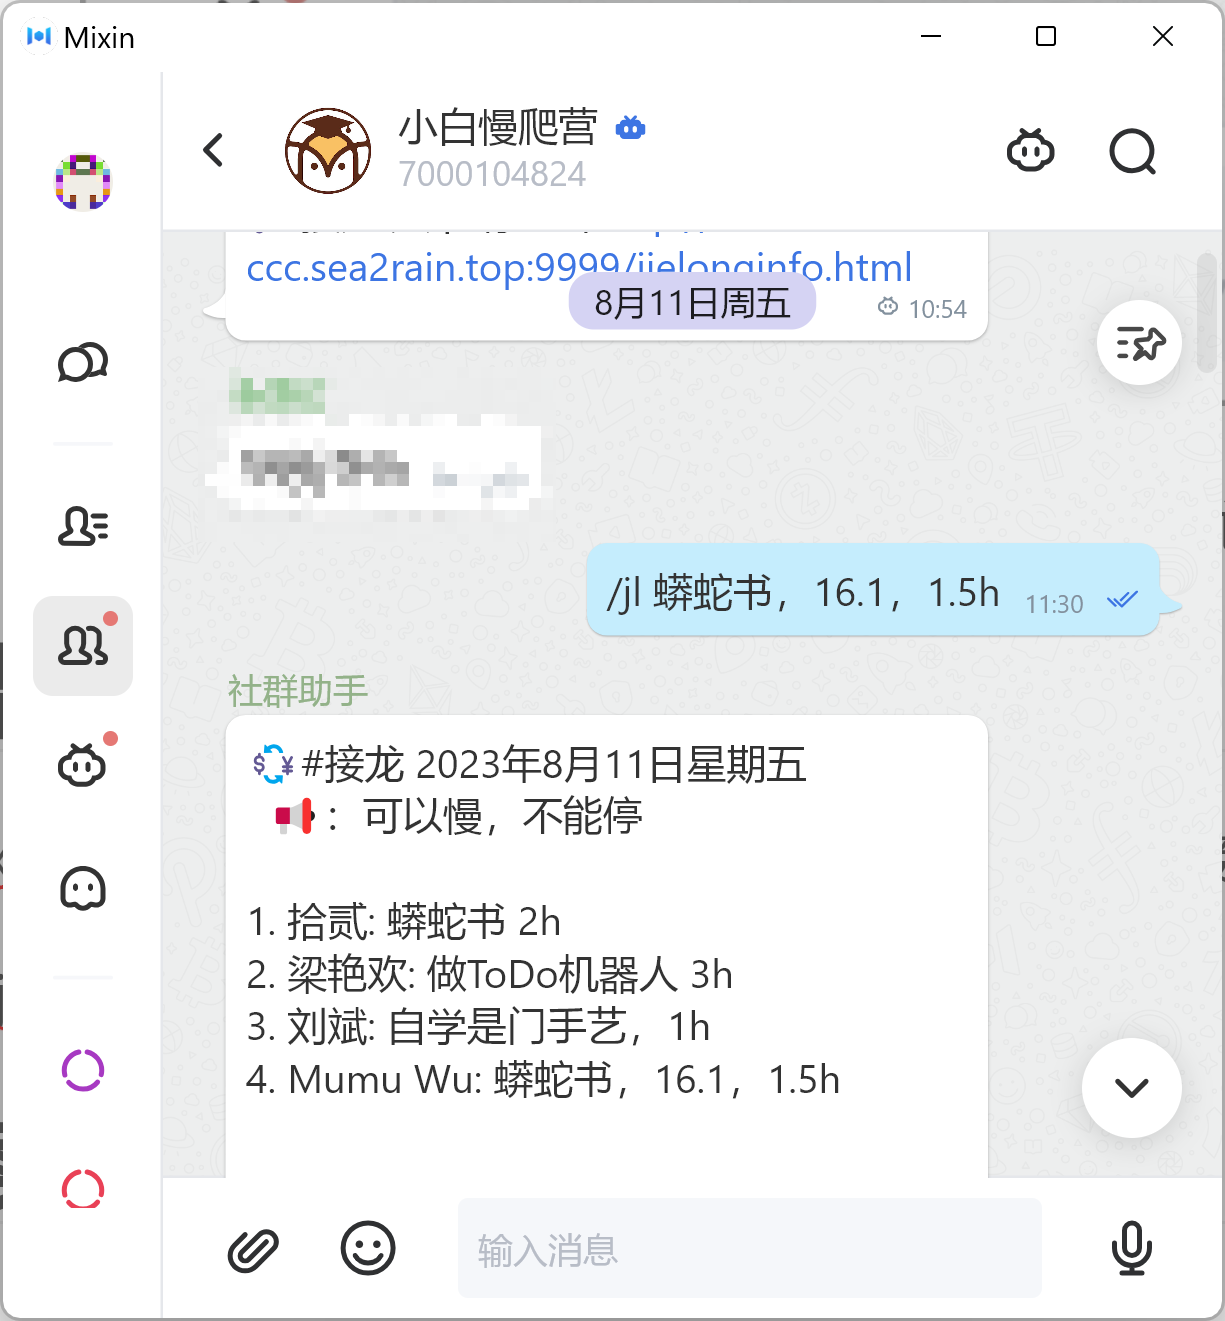 Mixin
小白慢爬营
7000104824
ccc.sea2rain.top:9999/jielonginfo.html
8月11日周五
10:54
/jl 蟒蛇书，16.1，1.5h 11:30
社群助手
#接龙 2023年8月11日星期五
：可以慢，不能停
1. 拾贰: 蟒蛇书 2h
2. 梁艳欢: 做ToDo机器人 3h
3. 刘斌: 自学是门手艺，1h
4. Mumu Wu: 蟒蛇书，16.1，1.5h
输入消息